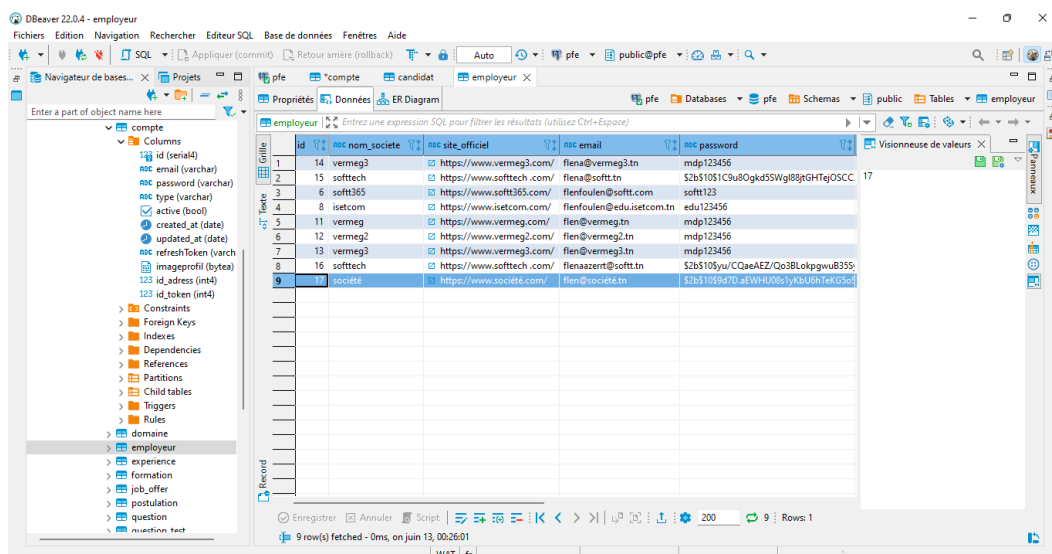 DBeaver 22.0.4 - employeur
Fichiers Edition Navigation Rechercher Editeur SQL Base de données Fenêtres Aide
SQL Appliquer (commit) Retour arrière (rollback) Auto pfe public@pfe
Navigateur de bases... Projets pfe *compte candidat employeur
Propriétés Données ER Diagram pfe Databases pfe Schemas public Tables employeur
Enter a part of object name here
employeur Entrez une expression SQL pour filtrer les résultats (utilisez Ctrl+Espace)
compte
Columns
id (serial4)
email (varchar)
password (varchar)
type (varchar)
active (bool)
created_at (date)
updated_at (date)
refreshToken (varch
imageprofil (bytea)
id_adress (int4)
id_token (int4)
Constraints
Foreign Keys
Indexes
Dependencies
References
Partitions
Child tables
Triggers
Rules
domaine
employeur
experience
formation
job_offer
postulation
question
question_test
Grille
Texte
Record
id nom_societe site_officiel email password
1 14 vermeg3 https://www.vermeg3.com/ flena@vermeg3.tn mdp123456
2 15 softtech https://www.softtech.com/ flena@softt.tn
3 6 softt365 https://www.softt365.com/ flenfoulen@softt.com softt123
4 8 isetcom https://www.isetcom.com/ flenfoulen@edu.isetcom.tn edu123456
5 11 vermeg https://www.vermeg.com/ flen@vermeg.tn mdp123456
6 12 vermeg2 https://www.vermeg2.com/ flen@vermeg2.tn mdp123456
7 13 vermeg3 https://www.vermeg3.com/ flen@vermeg3.tn mdp123456
8 16 softtech https://www.softtech.com/ flenaazert@softt.tn
9 17 société https://www.société.com/ flen@société.tn
Visionneuse de valeurs
17
Panneaux
Enregistrer Annuler Script 200 9 Rows: 1
9 row(s) fetched - 0ms, on juin 13, 00:26:01
WAT fr